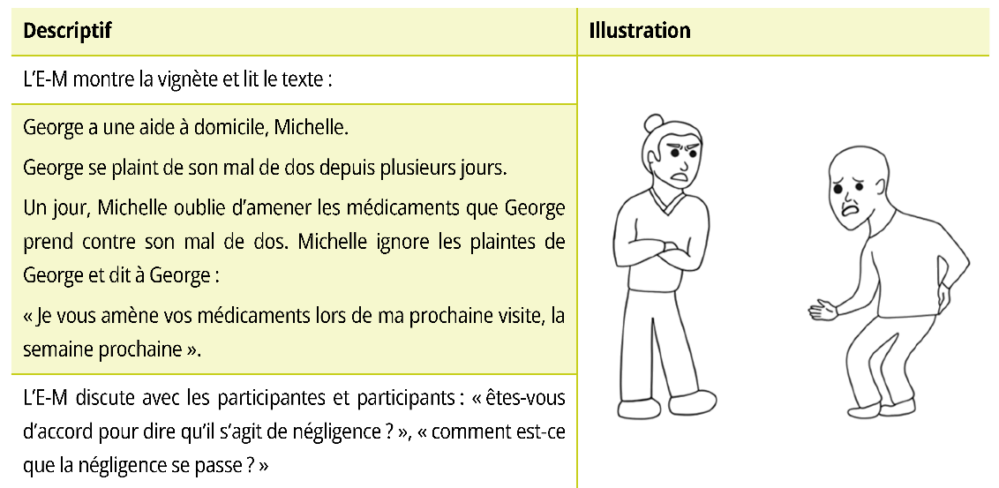 Descriptif
Illustration
L'E-M montre la vignète et lit le texte :
George a une aide à domicile, Michelle.
George se plaint de son mal de dos depuis plusieurs jours.
Un jour, Michelle oublie d'amener les médicaments que George
prend contre son mal de dos. Michelle ignore les plaintes de
George et dit à George :
« Je vous amène vos médicaments lors de ma prochaine visite, la
semaine prochaine ».
L'E-M discute avec les participantes et participants : « êtes-vous
d'accord pour dire qu'il s'agit de négligence ? », « comment est-ce
que la négligence se passe ? »